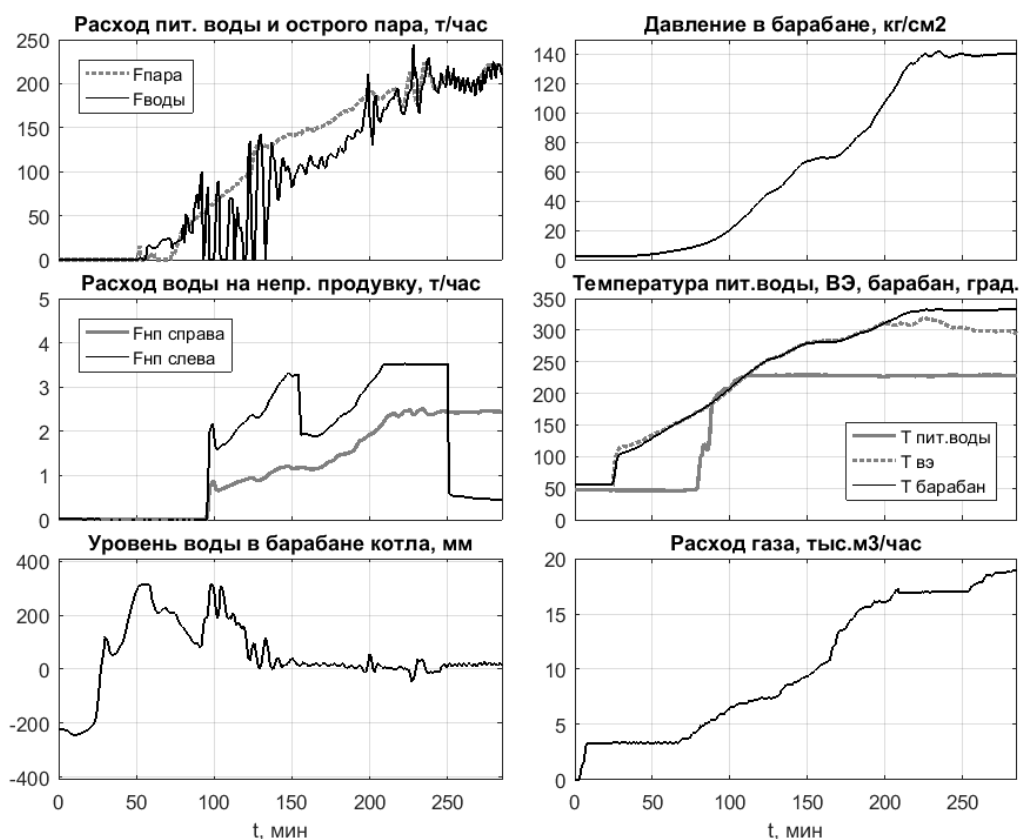 Расход пит. воды и острого пара, т/час
250
200
150
100
50
0
Fпара
Fводы
Давление в барабане, кг/см2
140
120
100
80
60
40
20
0
Расход воды на непр. продувку, т/час
5
4
3
2
1
0
Fнп справа
Fнп слева
Температура пит.воды, ВЭ, барабан, град.
350
300
250
200
150
100
50
0
T пит.воды
T вэ
T барабан
Уровень воды в барабане котла, мм
400
200
0
-200
-400
0 50 100 150 200 250
t, мин
Расход газа, тыс.м3/час
20
15
10
5
0
0 50 100 150 200 250
t, мин